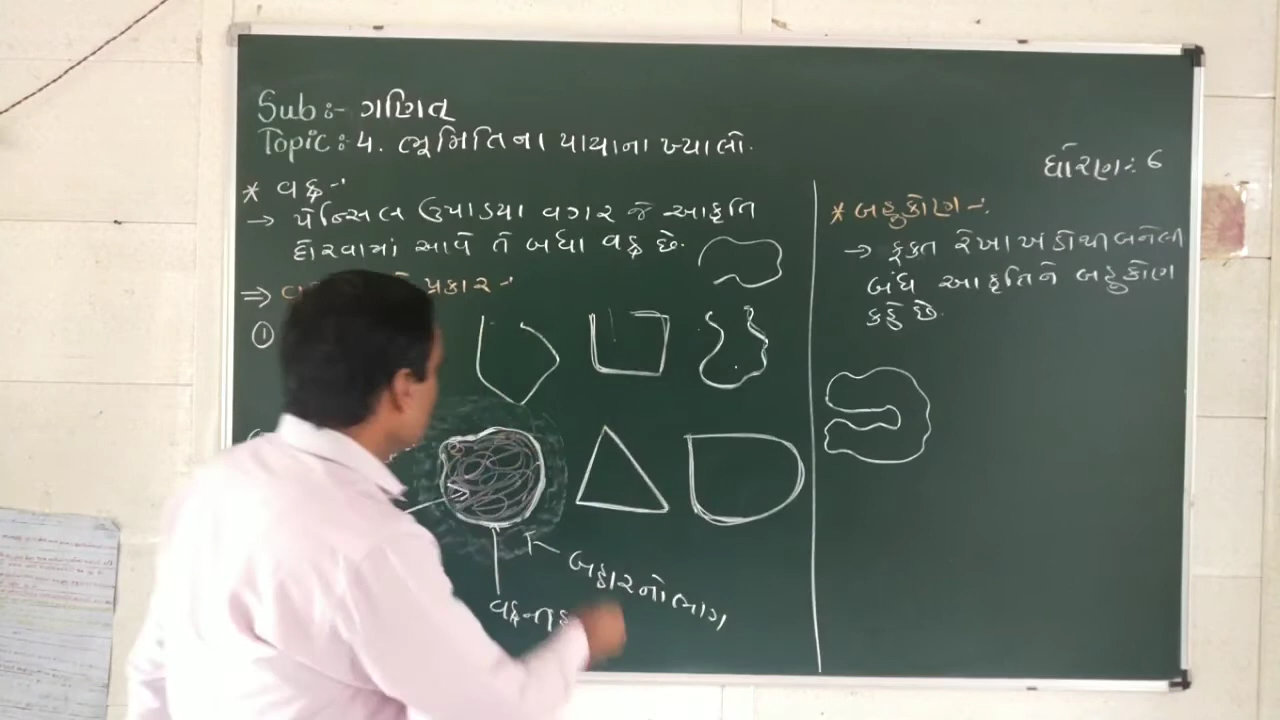 Sub:- ગણિત
Topic: 4. ભૂમિતિના પાયાના ખ્યાલો.
ધોરણ: 6
* વક્ર -
→ પેન્સિલ ઉપાડ્યા વગર જે આકૃતિ
દોરવામાં આવે તે બધા વક્ર છે.
⇒ પ્રકાર -
①
બહારનો ભાગ
* બહુકોણ -
→ ફકત રેખાખંડોથી બનેલી
બંધ આકૃતિને બહુકોણ
કહે છે.